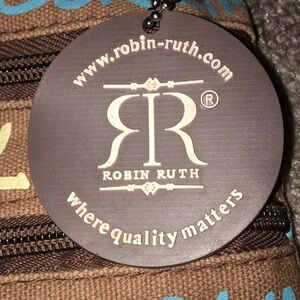 www.robin-ruth.com
RR®
ROBIN RUTH
where quality matters